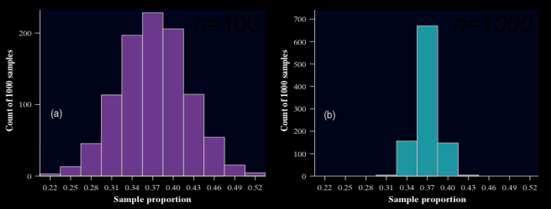 n=100
Count of 1000 samples
200
100
0
(a)
0.22 0.25 0.28 0.31 0.34 0.37 0.40 0.43 0.46 0.49 0.52
Sample proportion
n=1000
Count of 1000 samples
700
600
500
400
300
200
100
0
(b)
0.22 0.25 0.28 0.31 0.34 0.37 0.40 0.43 0.46 0.49 0.52
Sample proportion